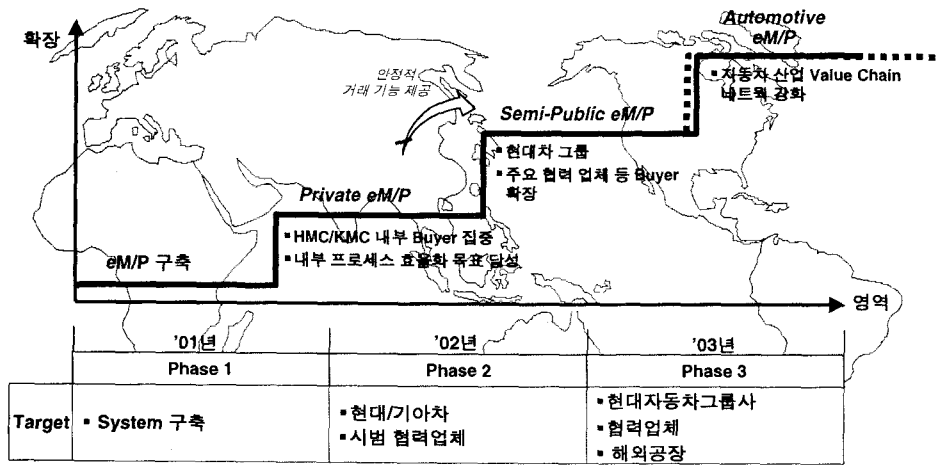 확장
Automotive
eM/P
▪자동차 산업 Value Chain
네트웍 강화
안정적
거래 기능 제공
Semi-Public eM/P
▪현대차 그룹
▪주요 협력 업체 등 Buyer
확장
Private eM/P
▪HMC/KMC 내부 Buyer 집중
▪내부 프로세스 효율화 목표 달성
eM/P 구축
영역
'01년 '02년 '03년
Phase 1 Phase 2 Phase 3
Target
▪ System 구축
▪현대/기아차
▪시범 협력업체
▪현대자동차그룹사
▪협력업체
▪ 해외공장